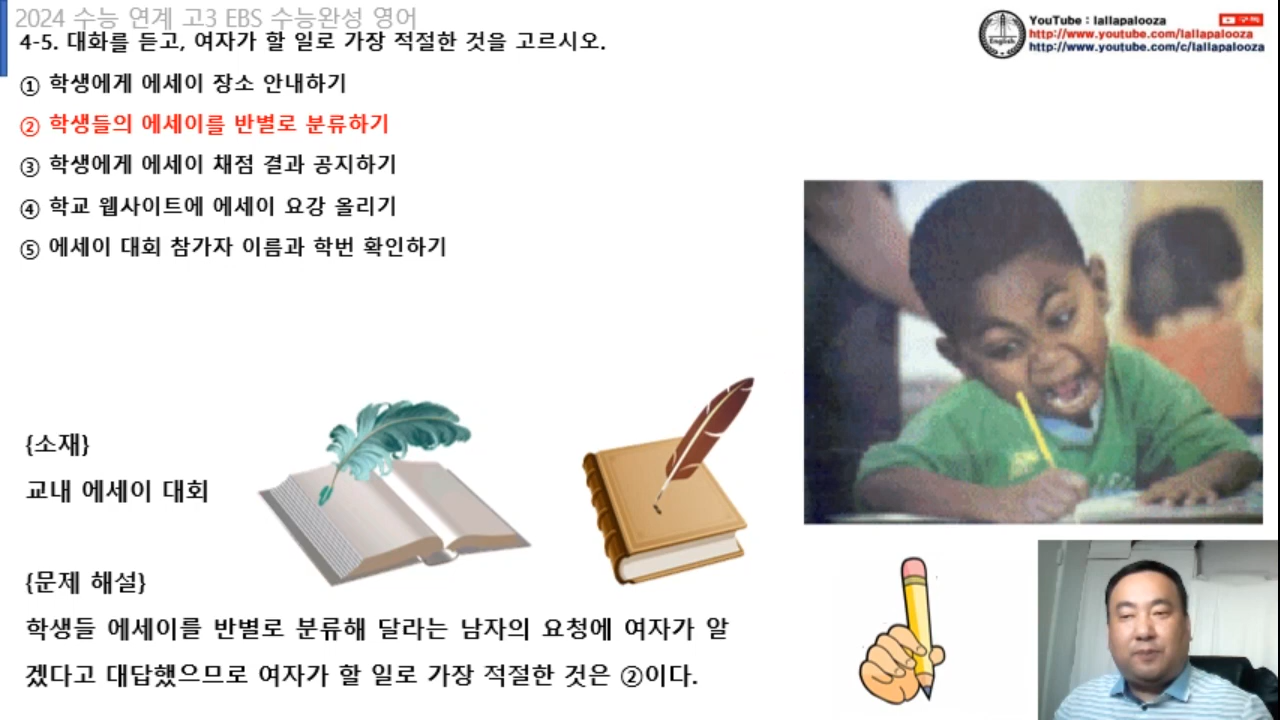 2024 수능 연계 고3 EBS 수능완성 영어
YouTube : lallapalooza
구독
http://www.youtube.com/lallapalooza
http://www.youtube.com/c/lallapalooza
English
4-5. 대화를 듣고, 여자가 할 일로 가장 적절한 것을 고르시오.
① 학생에게 에세이 장소 안내하기
② 학생들의 에세이를 반별로 분류하기
③ 학생에게 에세이 채점 결과 공지하기
④ 학교 웹사이트에 에세이 요강 올리기
⑤ 에세이 대회 참가자 이름과 학번 확인하기
{소재}
교내 에세이 대회
{문제 해설}
학생들 에세이를 반별로 분류해 달라는 남자의 요청에 여자가 알
겠다고 대답했으므로 여자가 할 일로 가장 적절한 것은 ②이다.